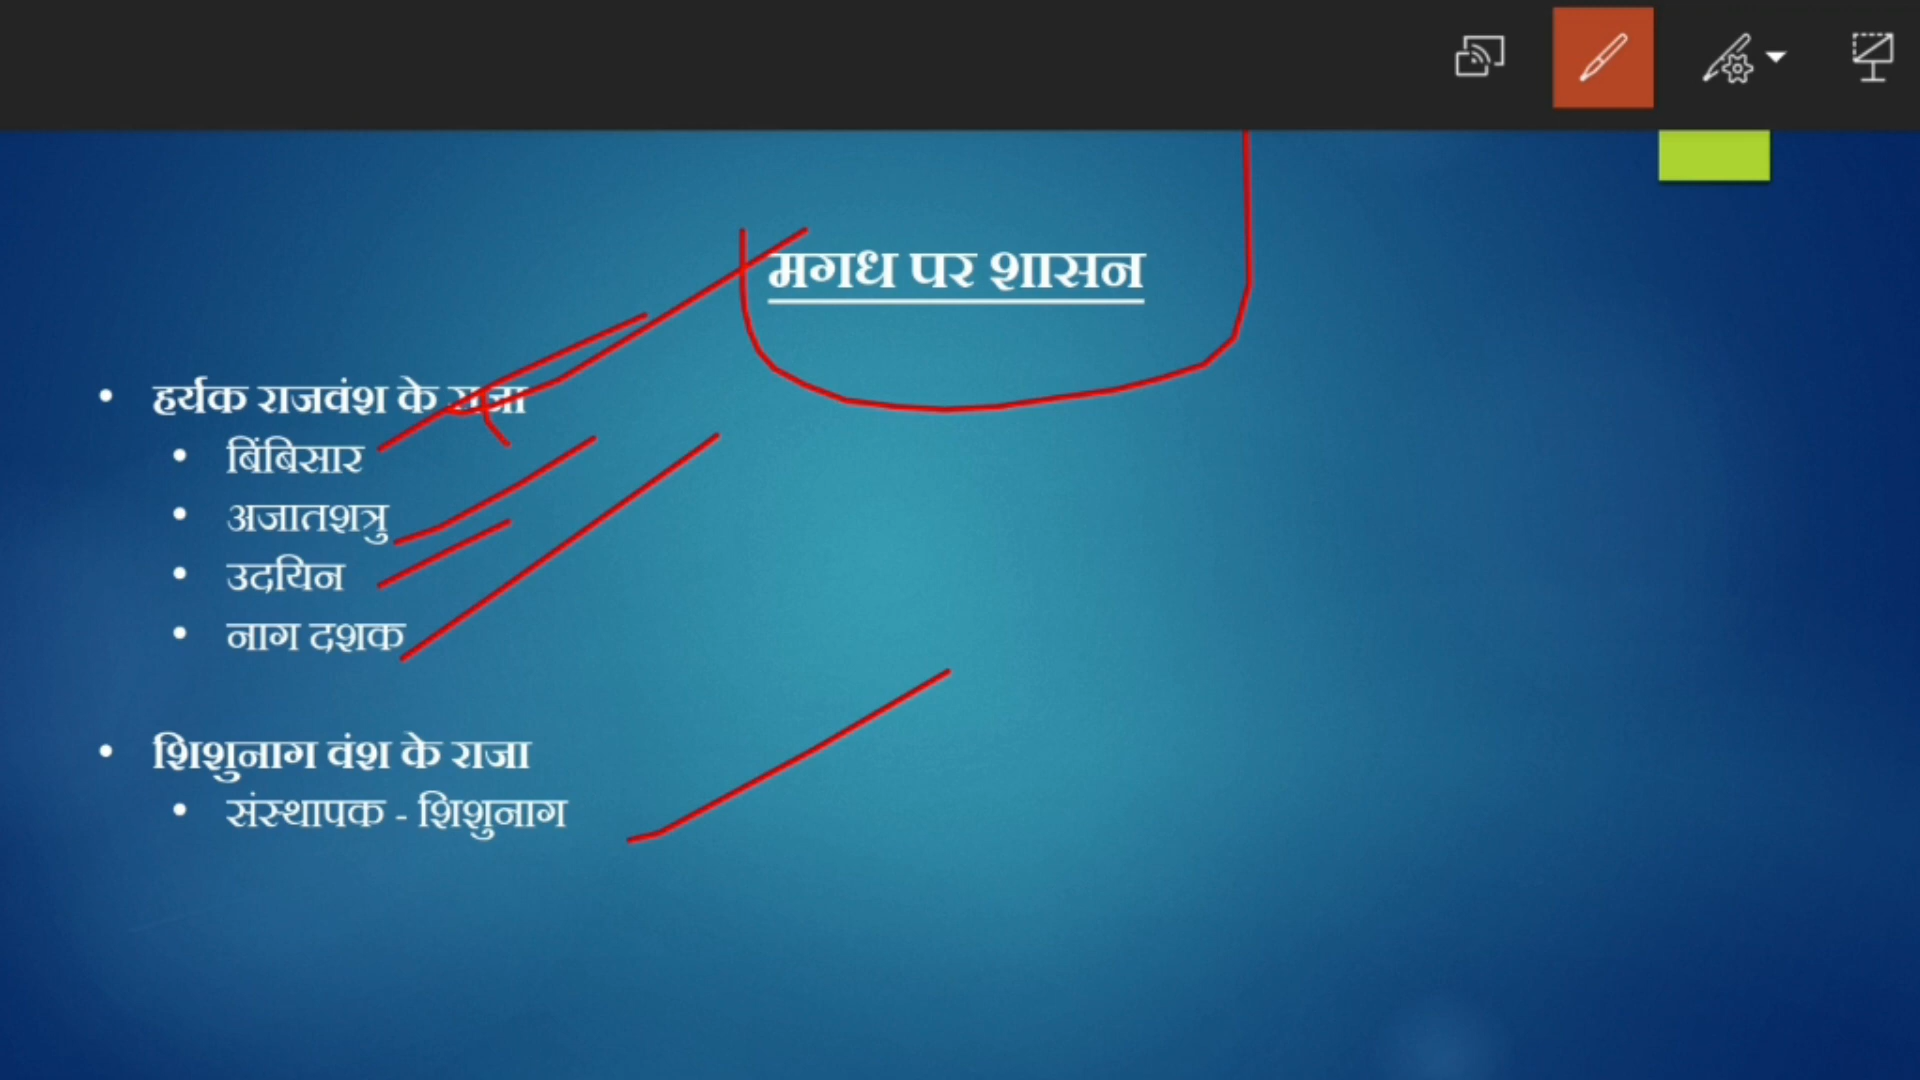 मगध पर शासन
• हर्यक राजवंश के राजा
• बिंबिसार
• अजातशत्रु
• उदयिन
• नाग दशक
• शिशुनाग वंश के राजा
• संस्थापक - शिशुनाग